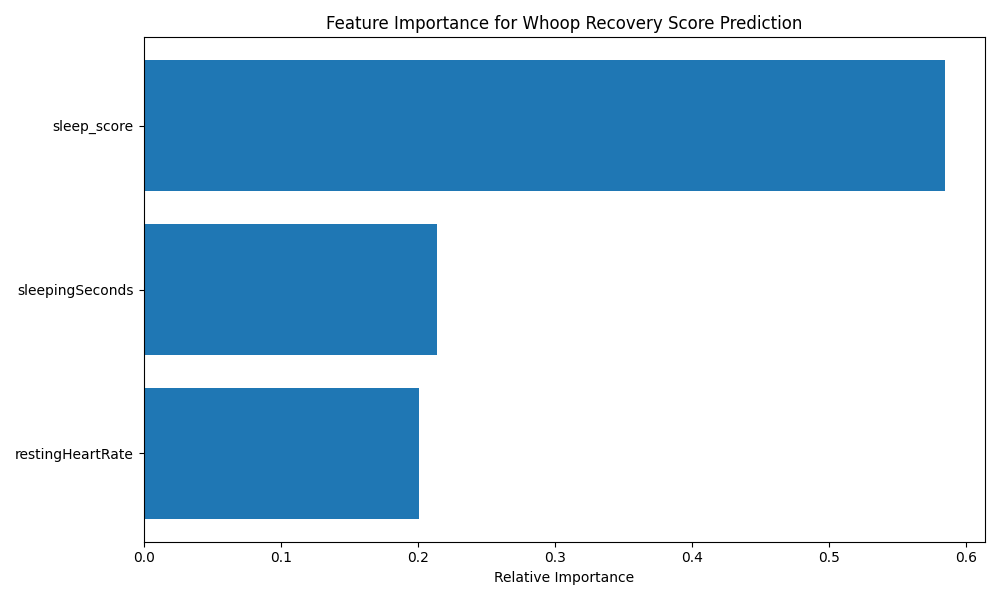 Feature Importance for Whoop Recovery Score Prediction
sleep_score
sleepingSeconds
restingHeartRate
0.0 0.1 0.2 0.3 0.4 0.5 0.6
Relative Importance